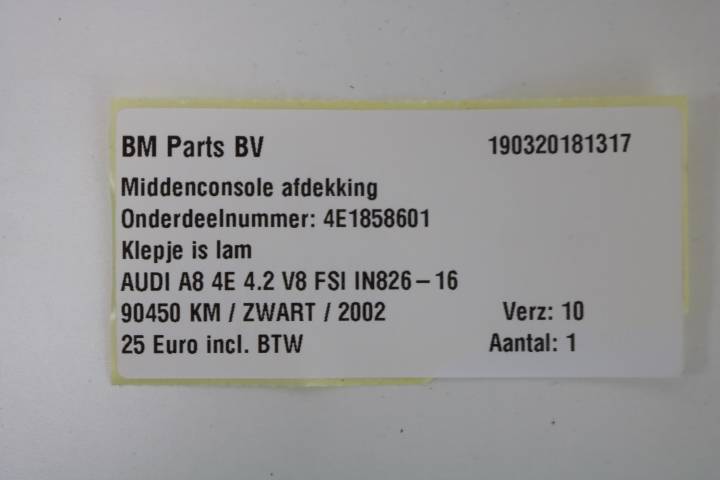 BM Parts BV 190320181317
Middenconsole afdekking
Onderdeelnummer: 4E1858601
Klepje is lam
AUDI A8 4E 4.2 V8 FSI IN826-16
90450 KM / ZWART / 2002 Verz: 10
25 Euro incl. BTW Aantal: 1